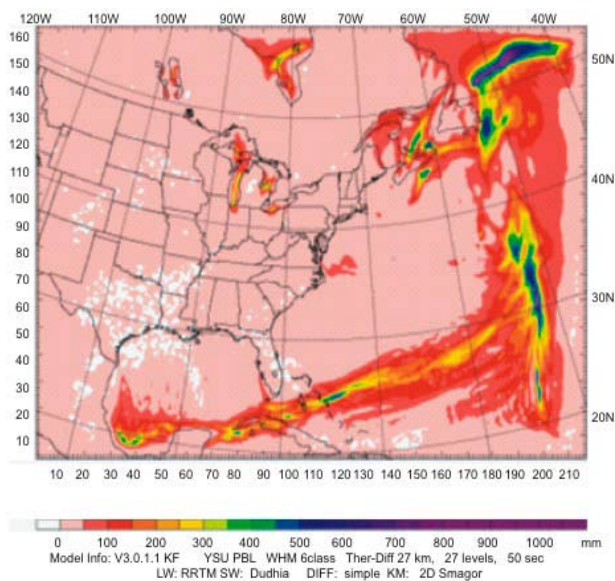 120W 110W 100W 90W 80W 70W 60W 50W 40W
160
150
140
130
120
110
100
90
80
70
60
50
40
30
20
10
50N
40N
30N
20N
10 20 30 40 50 60 70 80 90 100 110 120 130 140 150 160 170 180 190 200 210
0 100 200 300 400 500 600 700 800 900 1000 mm
Model Info: V3.0.1.1 KF YSU PBL WHM 6class Ther-Diff 27 km, 27 levels, 50 sec
LW: RRTM SW: Dudhia DIFF: simple KM: 2D Smagor